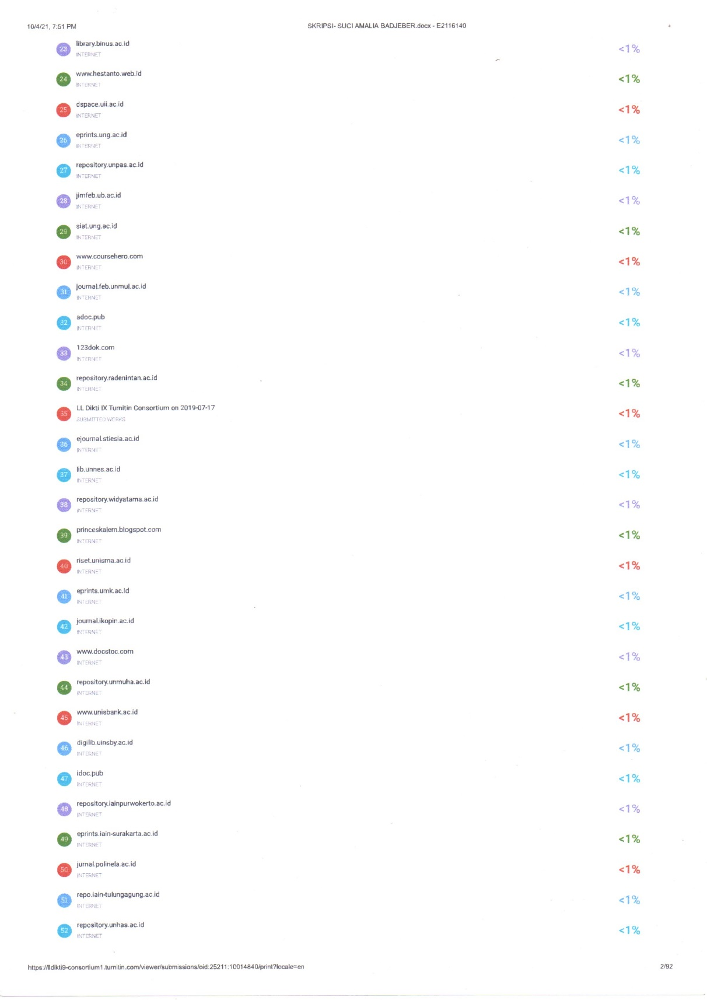 10/4/21, 7:51 PM
SKRIPSI- SUCI AMALIA BADJEBER.docx - E2116140
23 library.binus.ac.id <1%
INTERNET
24 www.hestanto.web.id <1%
INTERNET
25 dspace.uii.ac.id <1%
INTERNET
26 eprints.ung.ac.id <1%
INTERNET
27 repository.unpas.ac.id <1%
INTERNET
28 jimfeb.ub.ac.id <1%
INTERNET
29 siat.ung.ac.id <1%
INTERNET
30 www.coursehero.com <1%
INTERNET
31 journal.feb.unmul.ac.id <1%
INTERNET
32 adoc.pub <1%
INTERNET
33 123dok.com <1%
INTERNET
34 repository.radenintan.ac.id <1%
INTERNET
35 LL Dikti IX Turnitin Consortium on 2019-07-17 <1%
SUBMITTED WORKS
36 ejournal.stiesia.ac.id <1%
INTERNET
37 lib.unnes.ac.id <1%
INTERNET
38 repository.widyatama.ac.id <1%
INTERNET
39 princeskalem.blogspot.com <1%
INTERNET
40 riset.unisma.ac.id <1%
INTERNET
41 eprints.umk.ac.id <1%
INTERNET
42 journal.ikopin.ac.id <1%
INTERNET
43 www.docstoc.com <1%
INTERNET
44 repository.unmuha.ac.id <1%
INTERNET
45 www.unisbank.ac.id <1%
INTERNET
46 digilib.uinsby.ac.id <1%
INTERNET
47 idoc.pub <1%
INTERNET
48 repository.iainpurwokerto.ac.id <1%
INTERNET
49 eprints.iain-surakarta.ac.id <1%
INTERNET
50 jurnal.polinela.ac.id <1%
INTERNET
51 repo.iain-tulungagung.ac.id <1%
INTERNET
52 repository.unhas.ac.id <1%
INTERNET
https://lldikti9-consortium1.turnitin.com/viewer/submissions/oid:25211:10014840/print?locale=en
2/92